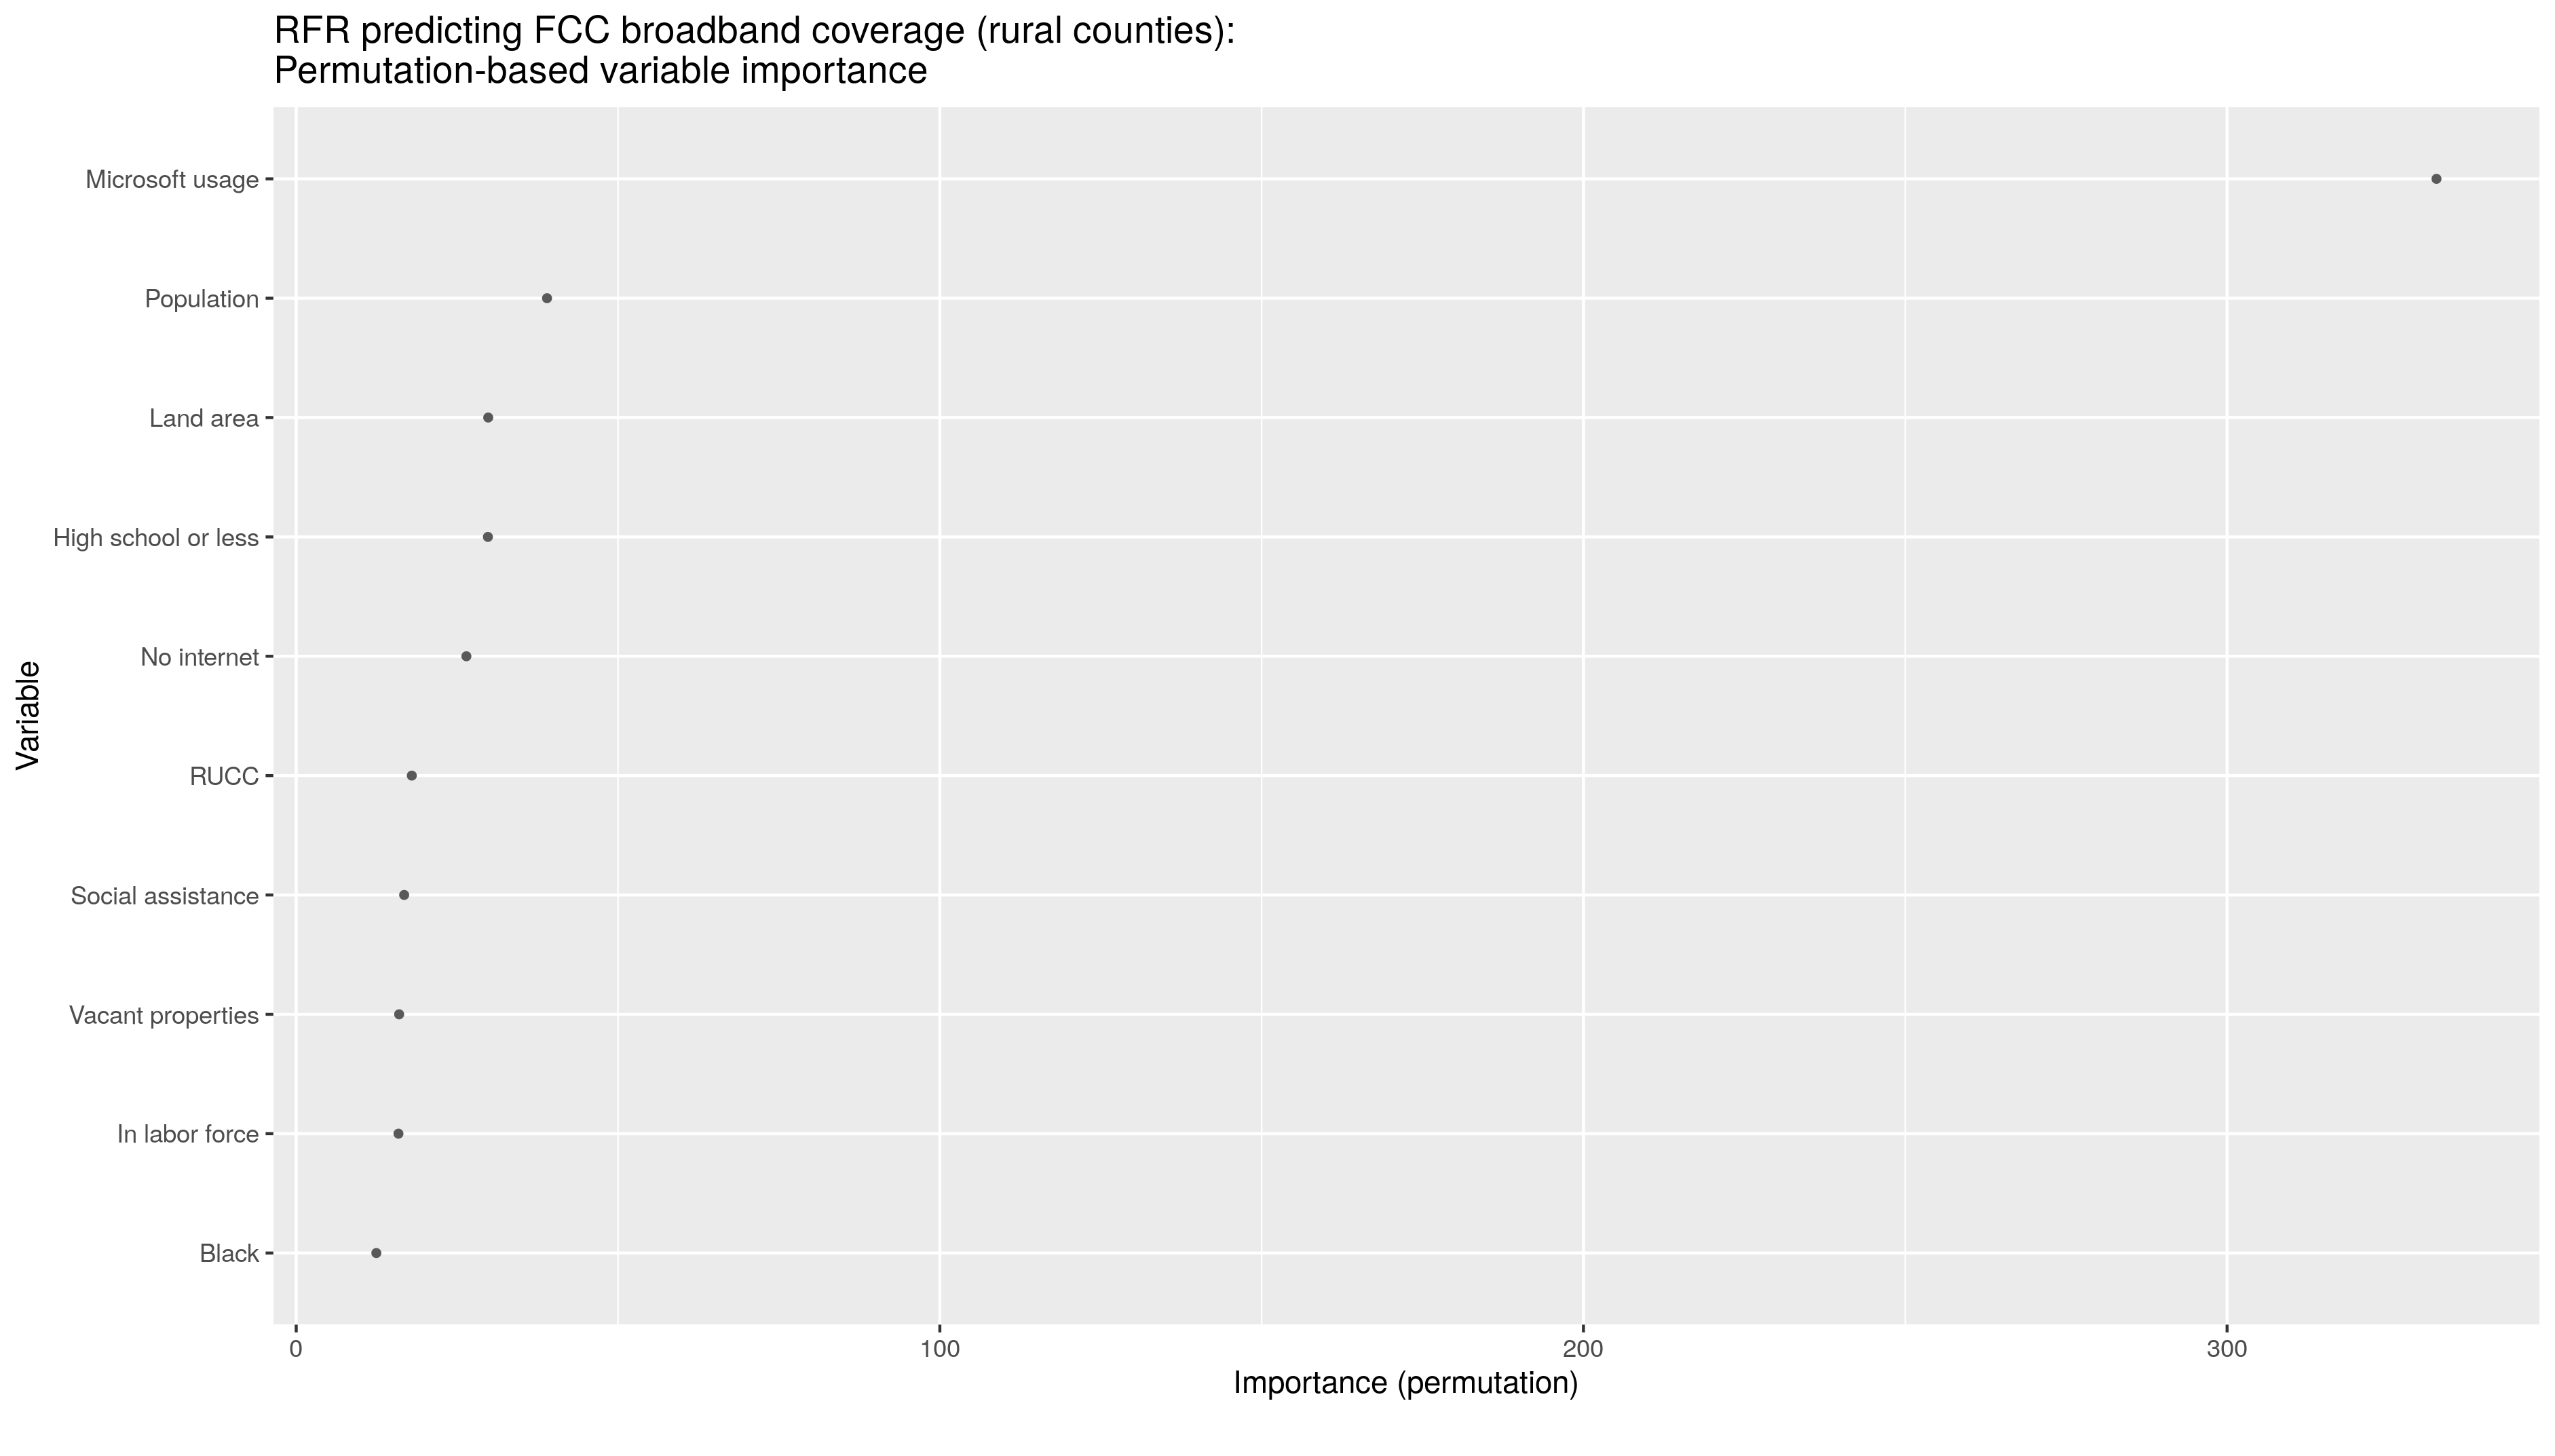 RFR predicting FCC broadband coverage (rural counties):
Permutation-based variable importance
Variable
Microsoft usage
Population
Land area
High school or less
No internet
RUCC
Social assistance
Vacant properties
In labor force
Black
0
100
200
300
Importance (permutation)